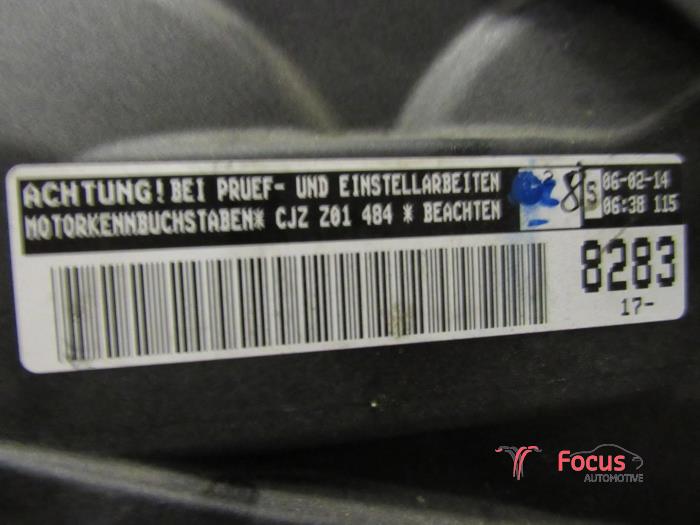 ACHTUNG! BEI PRUEF- UND EINSTELLARBEITEN
MOTORKENNBUCHSTABEN* CJZ Z01 484 * BEACHTEN
8
S
06-02-14
06:38 115
8283
17-
Focus
AUTOMOTIVE